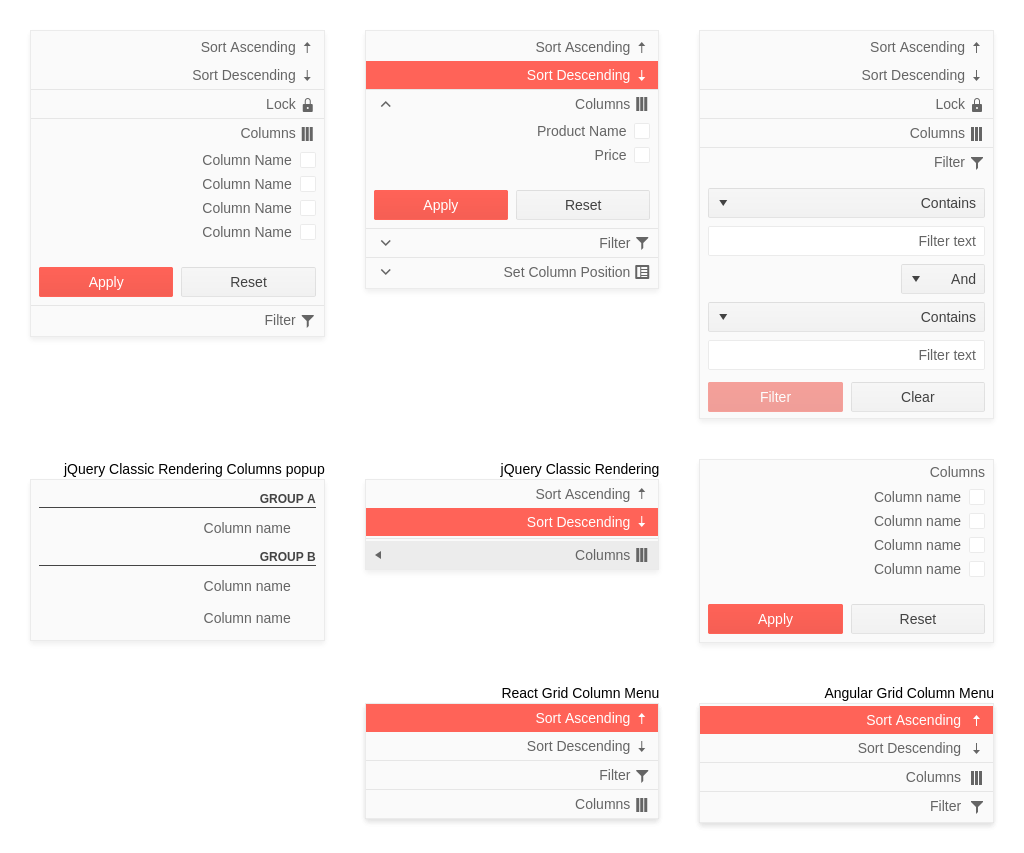 Sort Ascending
Sort Descending
Lock
Columns
Column Name
Column Name
Column Name
Column Name
Apply
Reset
Filter
Sort Ascending
Sort Descending
Columns
Product Name
Price
Apply
Reset
Filter
Set Column Position
Sort Ascending
Sort Descending
Lock
Columns
Filter
Contains
Filter text
And
Contains
Filter text
Filter
Clear
jQuery Classic Rendering Columns popup
GROUP A
Column name
GROUP B
Column name
Column name
jQuery Classic Rendering
Sort Ascending
Sort Descending
Columns
Columns
Column name
Column name
Column name
Column name
Apply
Reset
React Grid Column Menu
Sort Ascending
Sort Descending
Filter
Columns
Angular Grid Column Menu
Sort Ascending
Sort Descending
Columns
Filter